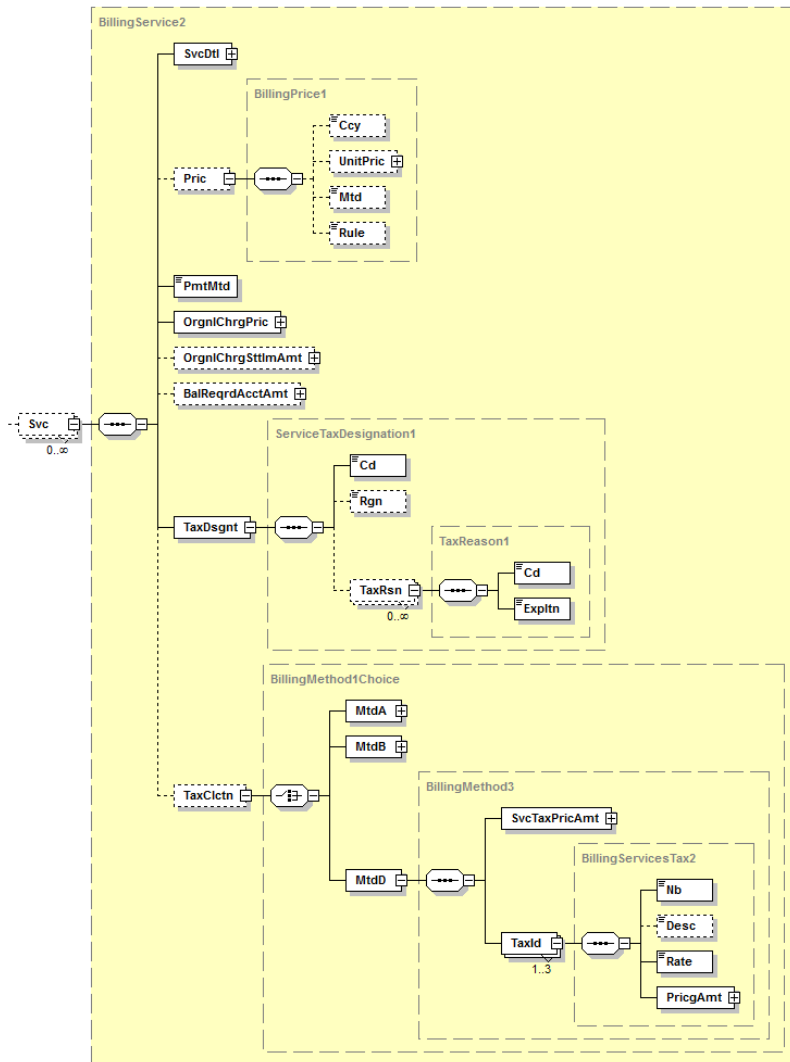 BillingService2
SvcDtl
BillingPrice1
Ccy
UnitPric
Pric
Mtd
Rule
PmtMtd
OrgnlChrgPric
OrgnlChrgSttlmAmt
BalReqrdAcctAmt
Svc
0..∞
ServiceTaxDesignation1
Cd
Rgn
TaxDsgnt
TaxReason1
Cd
TaxRsn
0..∞
Expltn
BillingMethod1Choice
MtdA
MtdB
BillingMethod3
TaxClctn
SvcTaxPricAmt
BillingServicesTax2
MtdD
Nb
Desc
TaxId
1..3
Rate
PricgAmt